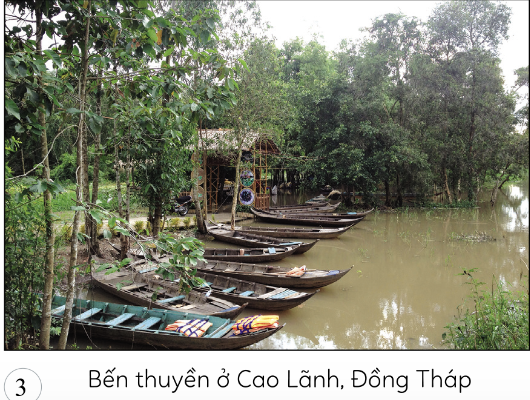 3
Bến thuyền ở Cao Lãnh, Đồng Tháp